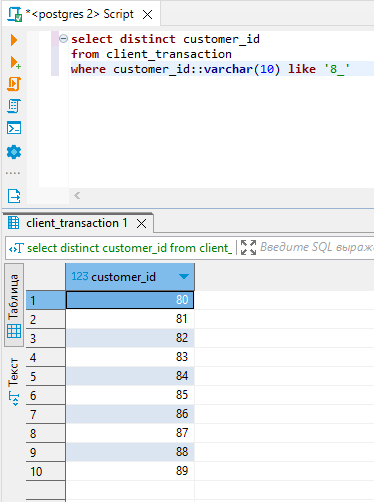 *<postgres 2> Script
select distinct customer_id
from client_transaction
where customer_id::varchar(10) like '8_'
client_transaction 1
select distinct customer_id from client_
Введите SQL выраж
Таблица
Текст
123 customer_id
1 80
2 81
3 82
4 83
5 84
6 85
7 86
8 87
9 88
10 89